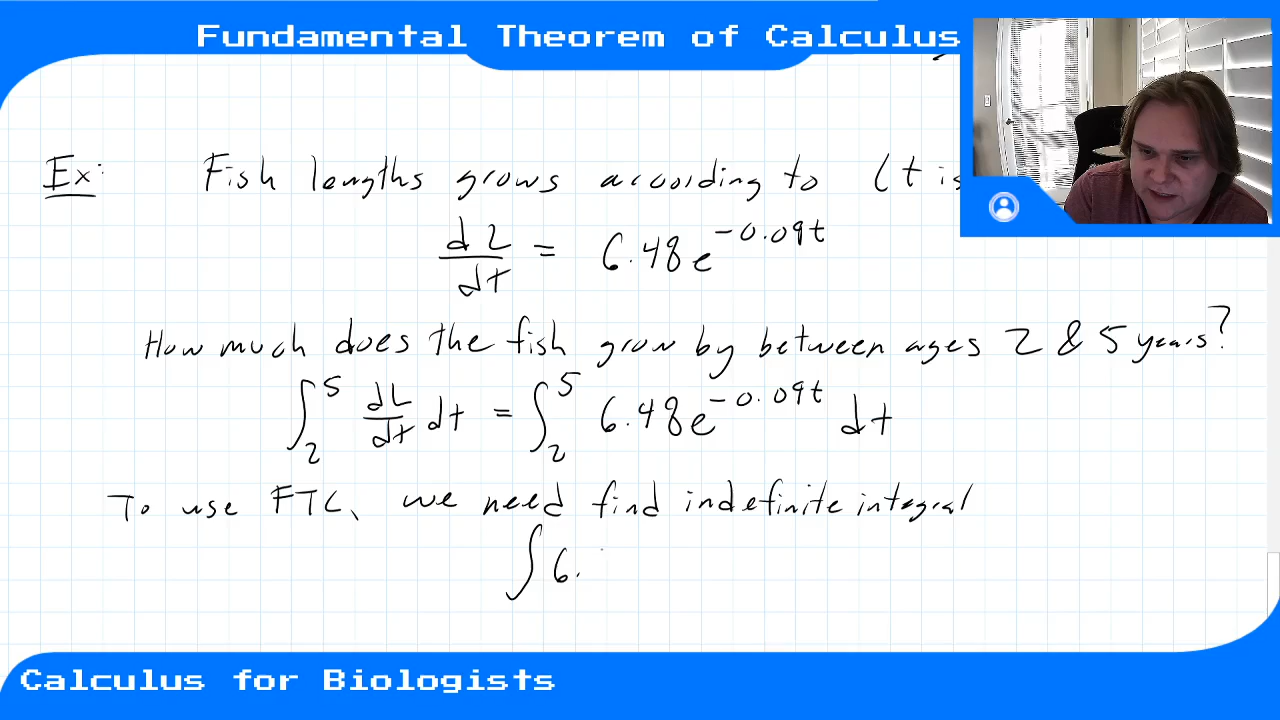 Fundamental Theorem of Calculus
Ex: Fish lengths grows according to (t is
dL/dt = 6.48e^{-0.09t}
How much does the fish grow by between ages 2 & 5 years?
∫_2^5 dL/dt dt = ∫_2^5 6.48e^{-0.09t} dt
To use FTC, we need find indefinite integral
∫ 6.
Calculus for Biologists